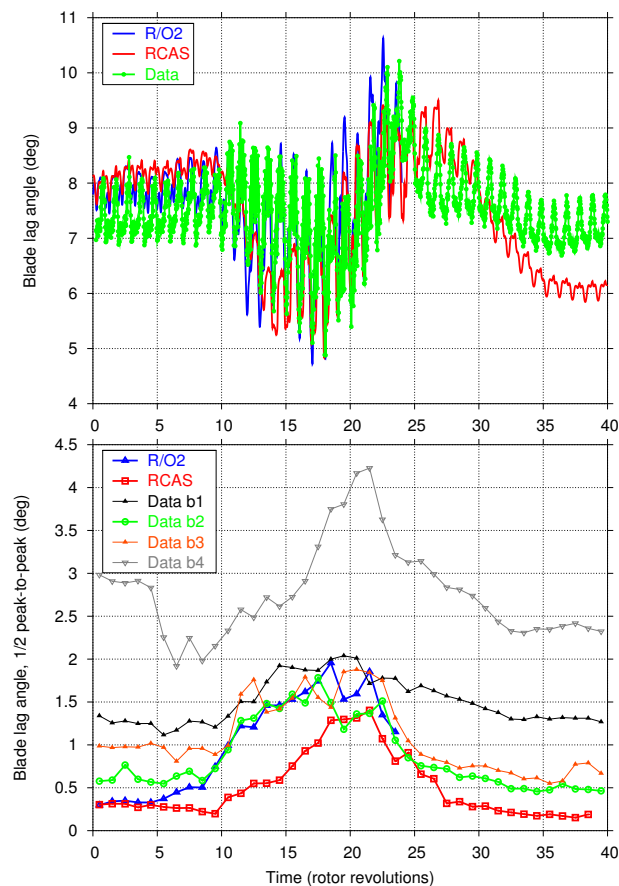 11
10
9
8
7
6
5
4
Blade lag angle (deg)
R/O2
RCAS
Data
0 5 10 15 20 25 30 35 40
4.5
4
3.5
3
2.5
2
1.5
1
0.5
0
Blade lag angle, 1/2 peak-to-peak (deg)
R/O2
RCAS
Data b1
Data b2
Data b3
Data b4
0 5 10 15 20 25 30 35 40
Time (rotor revolutions)